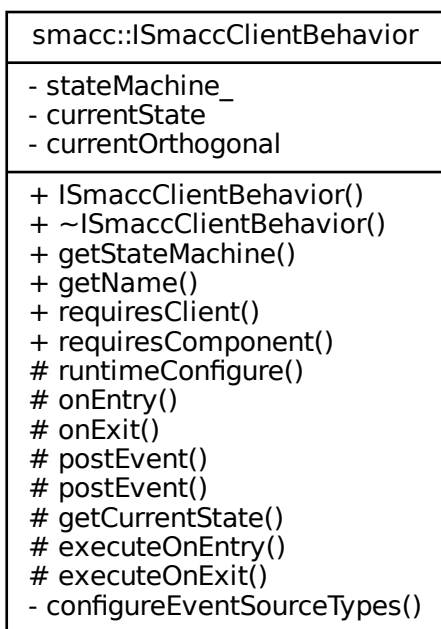 smacc::ISmaccClientBehavior
- stateMachine_
- currentState
- currentOrthogonal
+ ISmaccClientBehavior()
+ ~ISmaccClientBehavior()
+ getStateMachine()
+ getName()
+ requiresClient()
+ requiresComponent()
# runtimeConfigure()
# onEntry()
# onExit()
# postEvent()
# postEvent()
# getCurrentState()
# executeOnEntry()
# executeOnExit()
- configureEventSourceTypes()